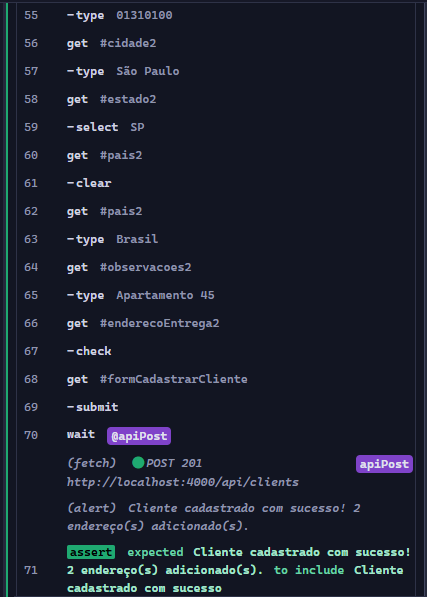 55 -type 01310100
56 get #cidade2
57 -type São Paulo
58 get #estado2
59 -select SP
60 get #pais2
61 -clear
62 get #pais2
63 -type Brasil
64 get #observacoes2
65 -type Apartamento 45
66 get #enderecoEntrega2
67 -check
68 get #formCadastrarCliente
69 -submit
70 wait @apiPost
(fetch) POST 201 apiPost
http://localhost:4000/api/clients
(alert) Cliente cadastrado com sucesso! 2
endereço(s) adicionado(s).
assert expected Cliente cadastrado com sucesso!
71 2 endereço(s) adicionado(s). to include Cliente
cadastrado com sucesso